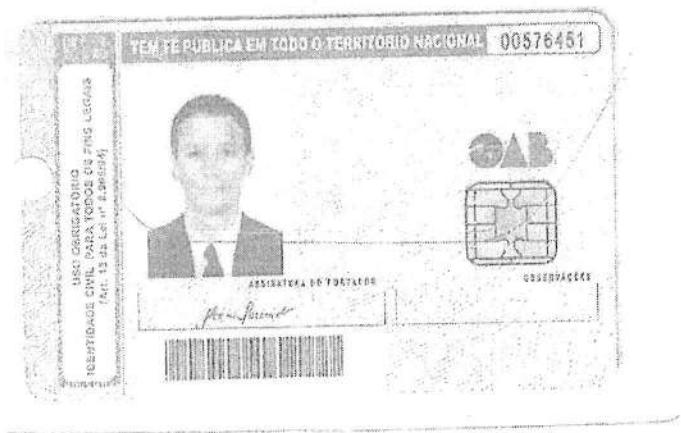 TEM FÉ PÚBLICA EM TODO O TERRITÓRIO NACIONAL
00576451
USO OBRIGATÓRIO
IDENTIDADE CIVIL PARA TODOS OS FINS LEGAIS
(Art. 13 da Lei nº 8.906/94)
OAB
ASSINATURA DO PORTADOR
OBSERVAÇÕES